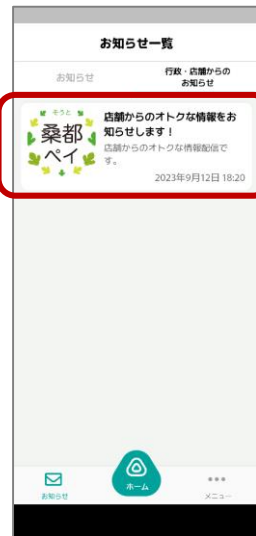 お知らせ一覧
お知らせ
行政・店舗からの
お知らせ
そうと
桑都
ペイ
店舗からのオトクな情報をお
知らせします！
店舗からのオトクな情報配信で
す。
2023年9月12日 18:20
お知らせ
ホーム
メニュー